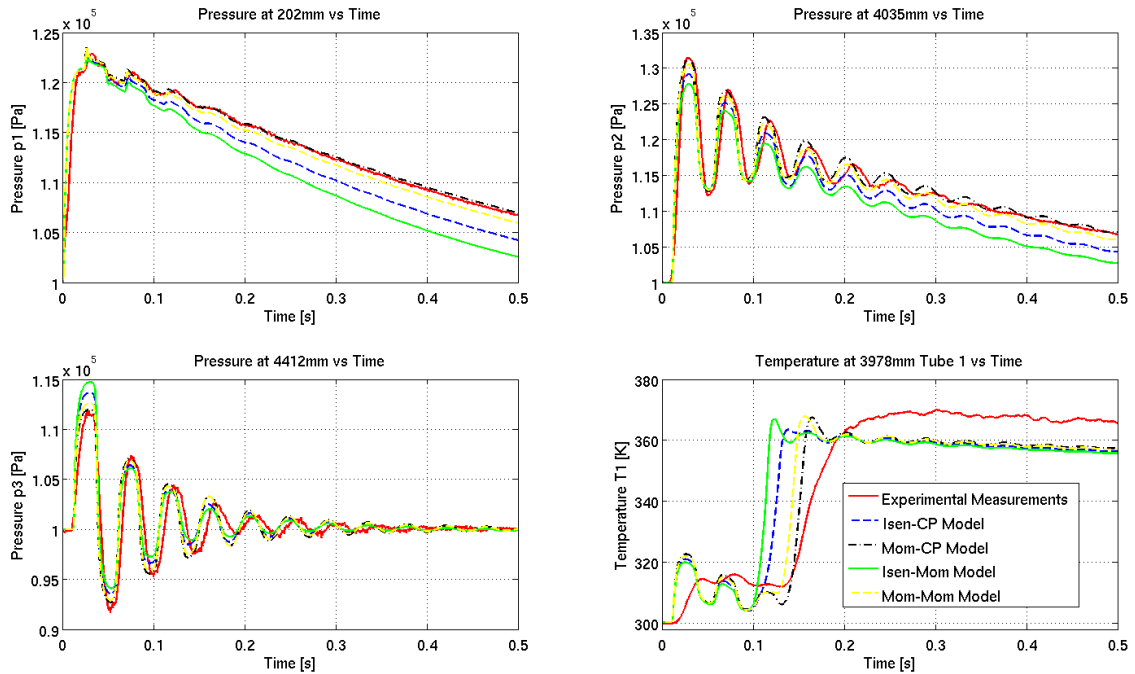 Pressure at 202mm vs Time
x 10^5
1.25
1.2
1.15
1.1
1.05
1
Pressure p1 [Pa]
0 0.1 0.2 0.3 0.4 0.5
Time [s]
Pressure at 4035mm vs Time
x 10^5
1.35
1.3
1.25
1.2
1.15
1.1
1.05
1
Pressure p2 [Pa]
0 0.1 0.2 0.3 0.4 0.5
Time [s]
Pressure at 4412mm vs Time
x 10^5
1.15
1.1
1.05
1
0.95
0.9
Pressure p3 [Pa]
0 0.1 0.2 0.3 0.4 0.5
Time [s]
Temperature at 3978mm Tube 1 vs Time
380
360
340
320
300
Temperature T1 [K]
Experimental Measurements
Isen-CP Model
Mom-CP Model
Isen-Mom Model
Mom-Mom Model
0 0.1 0.2 0.3 0.4 0.5
Time [s]